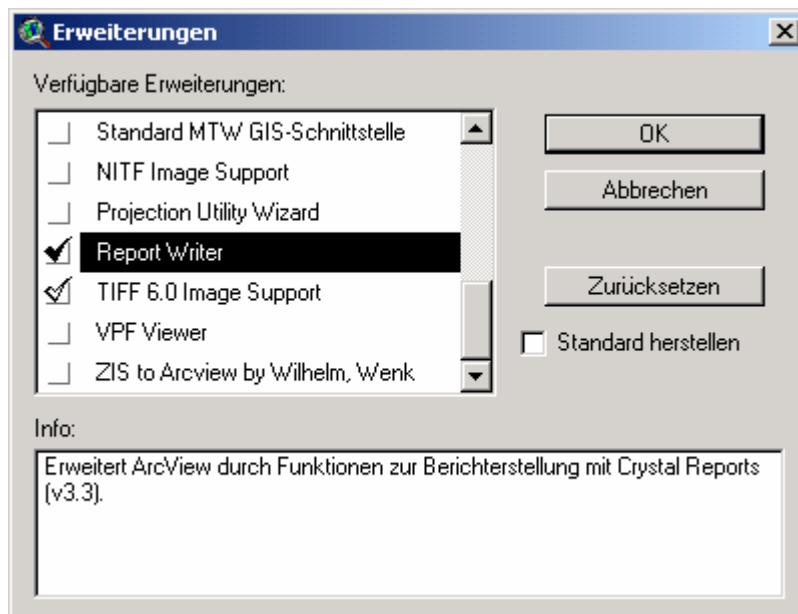 Erweiterungen
Verfügbare Erweiterungen:
Standard MTW GIS-Schnittstelle
NITF Image Support
Projection Utility Wizard
Report Writer
TIFF 6.0 Image Support
VPF Viewer
ZIS to Arcview by Wilhelm, Wenk
OK
Abbrechen
Zurücksetzen
Standard herstellen
Info:
Erweitert ArcView durch Funktionen zur Berichterstellung mit Crystal Reports
(v3.3).